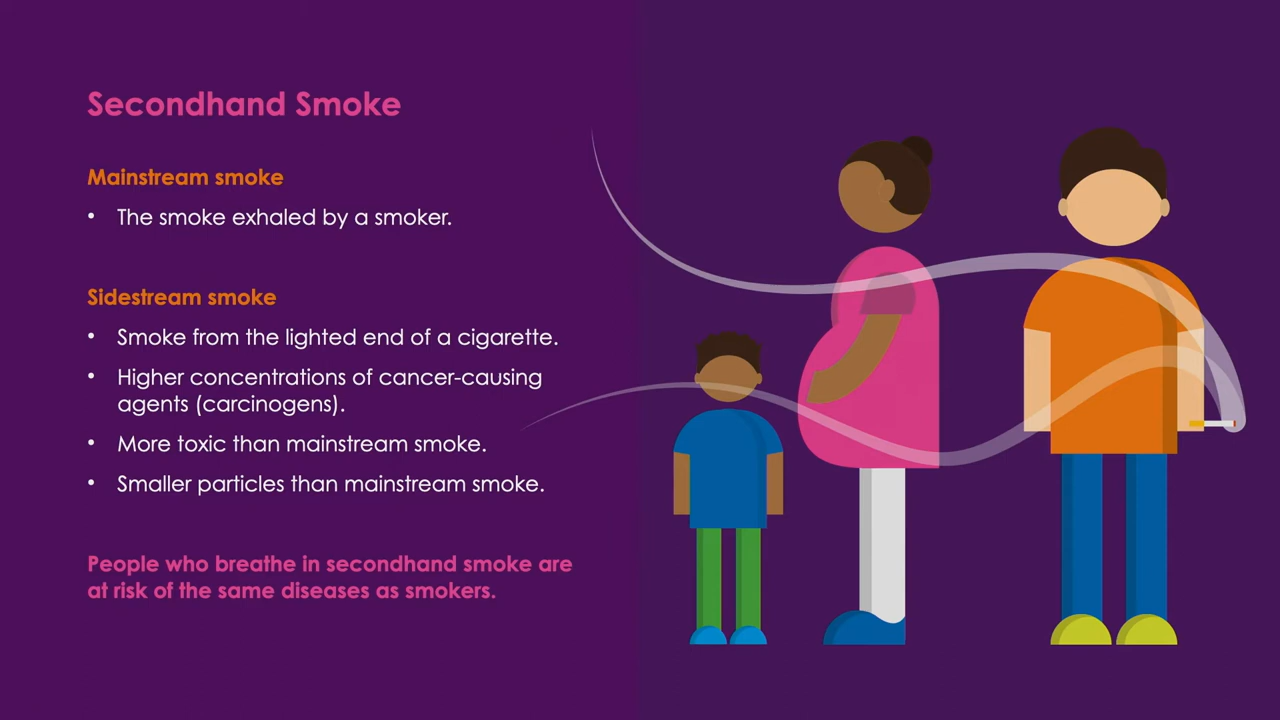 Secondhand Smoke
Mainstream smoke
• The smoke exhaled by a smoker.
Sidestream smoke
• Smoke from the lighted end of a cigarette.
• Higher concentrations of cancer-causing
agents (carcinogens).
• More toxic than mainstream smoke.
• Smaller particles than mainstream smoke.
People who breathe in secondhand smoke are
at risk of the same diseases as smokers.